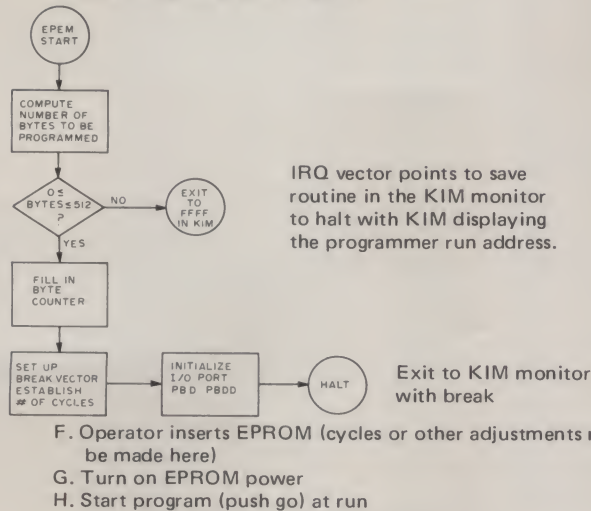 EPEM
START
COMPUTE
NUMBER OF
BYTES TO BE
PROGRAMMED
0≤
BYTES≤512
?
NO
EXIT
TO
FFFF
IN KIM
YES
IRQ vector points to save
routine in the KIM monitor
to halt with KIM displaying
the programmer run address.
FILL IN
BYTE
COUNTER
SET UP
BREAK VECTOR
ESTABLISH
# OF CYCLES
INITIALIZE
I/O PORT
PBD PBDD
HALT
Exit to KIM monitor
with break
F. Operator inserts EPROM (cycles or other adjustments
be made here)
G. Turn on EPROM power
H. Start program (push go) at run